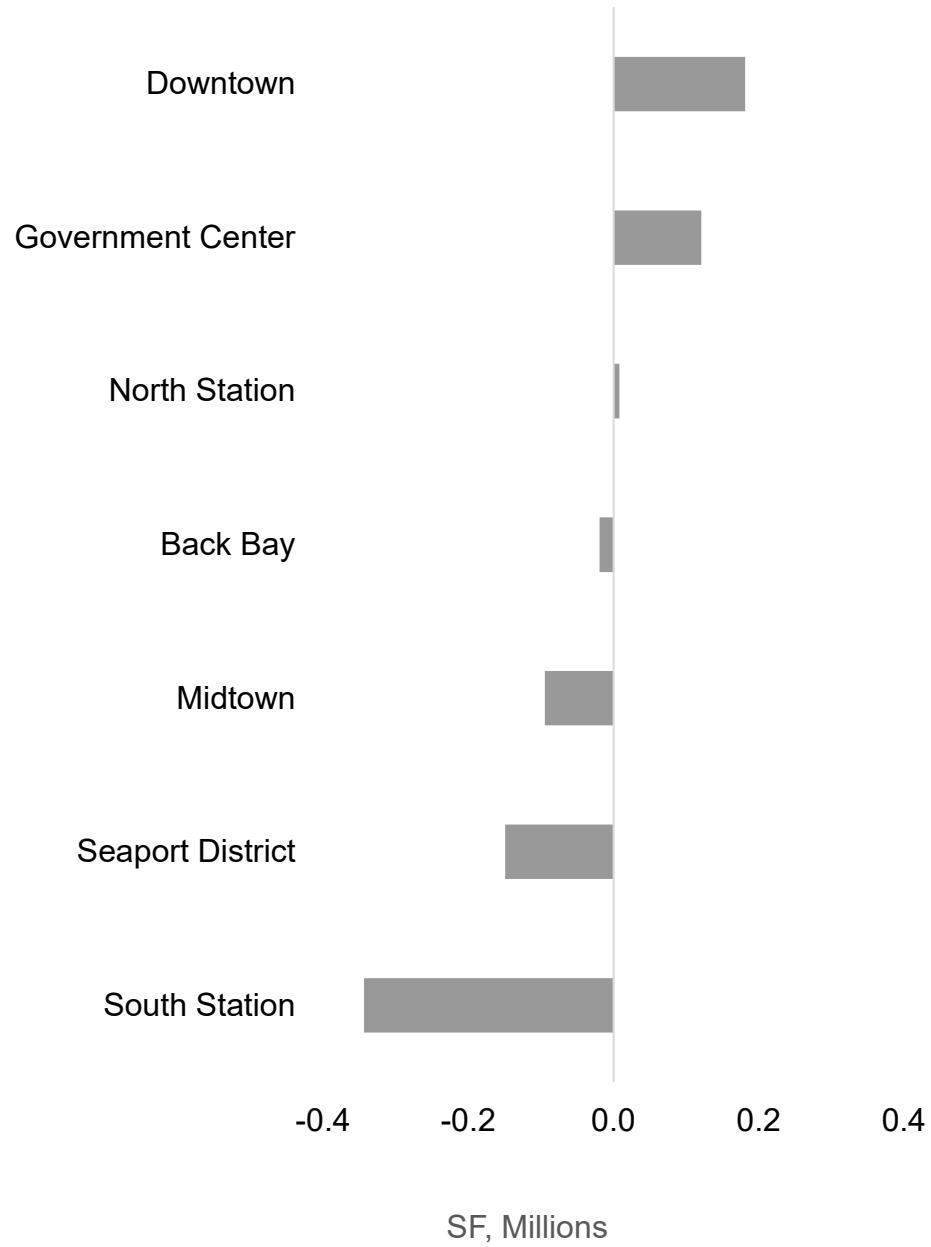 Downtown
Government Center
North Station
Back Bay
Midtown
Seaport District
South Station
-0.4 -0.2 0.0 0.2 0.4
SF, Millions